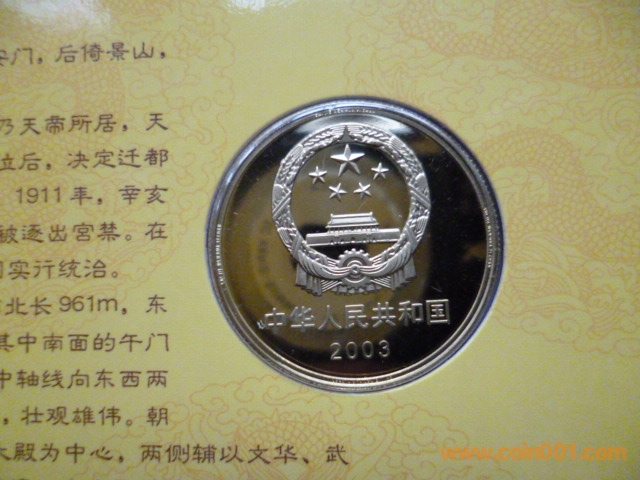 安门，后倚景山，
乃天帝所居，天
位后，决定迁都
1911年，辛亥
被逐出宫禁。在
实行统治。
北长961m，东
其中南面的午门
中轴线向东西两
，壮观雄伟。朝
大殿为中心，两侧辅以文华、武
中华人民共和国
2003
www.coin001.com